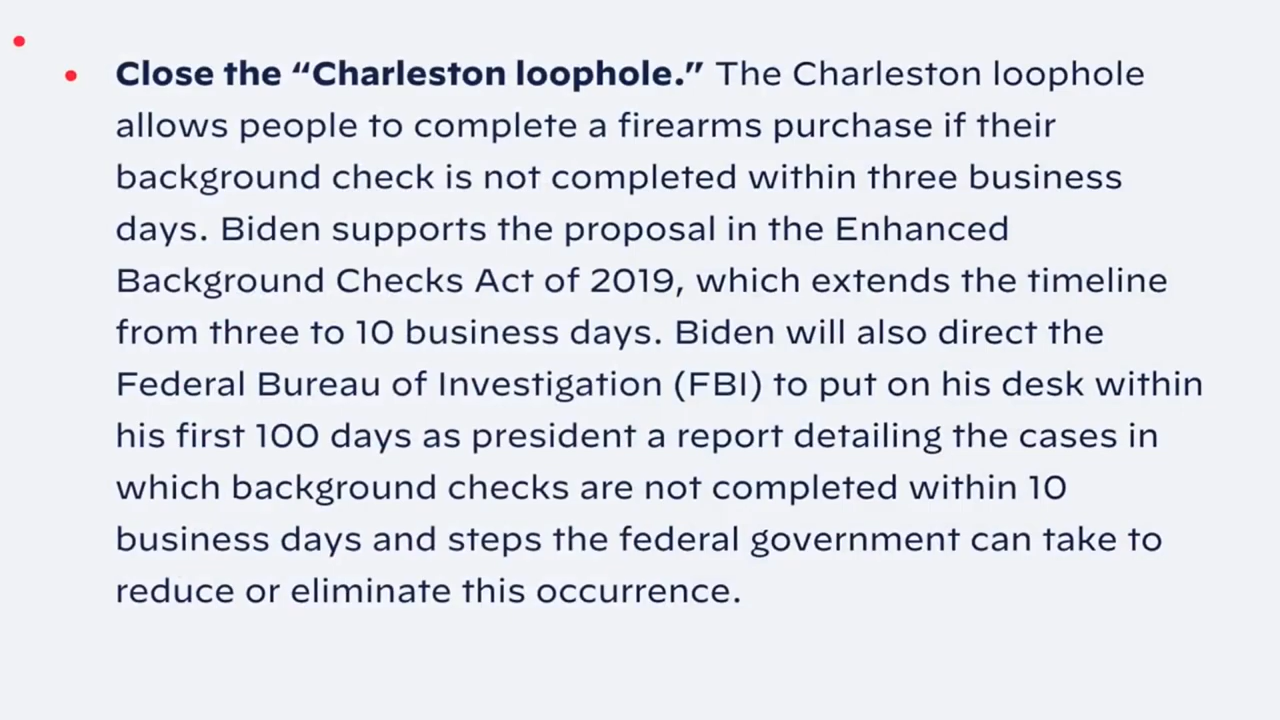 Close the “Charleston loophole.” The Charleston loophole
allows people to complete a firearms purchase if their
background check is not completed within three business
days. Biden supports the proposal in the Enhanced
Background Checks Act of 2019, which extends the timeline
from three to 10 business days. Biden will also direct the
Federal Bureau of Investigation (FBI) to put on his desk within
his first 100 days as president a report detailing the cases in
which background checks are not completed within 10
business days and steps the federal government can take to
reduce or eliminate this occurrence.